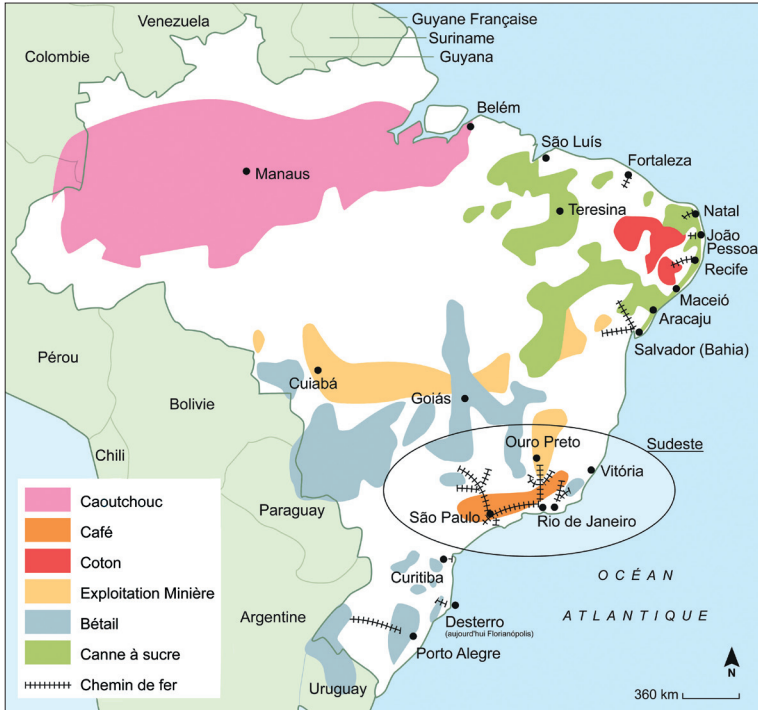 Venezuela
Guyane Française
Suriname
Guyana
Colombie
Belém
São Luís
Fortaleza
Manaus
Teresina
Natal
João
Pessoa
Recife
Maceió
Aracaju
Salvador (Bahia)
Pérou
Cuiabá
Bolivie
Goiás
Ouro Preto
Sudeste
Vitória
Chili
Paraguay
São Paulo
Rio de Janeiro
Curitiba
OCÉAN
ATLANTIQUE
Desterro
(aujourd'hui Florianópolis)
Argentine
Porto Alegre
Uruguay
Caoutchouc
Café
Coton
Exploitation Minière
Bétail
Canne à sucre
Chemin de fer
N
360 km